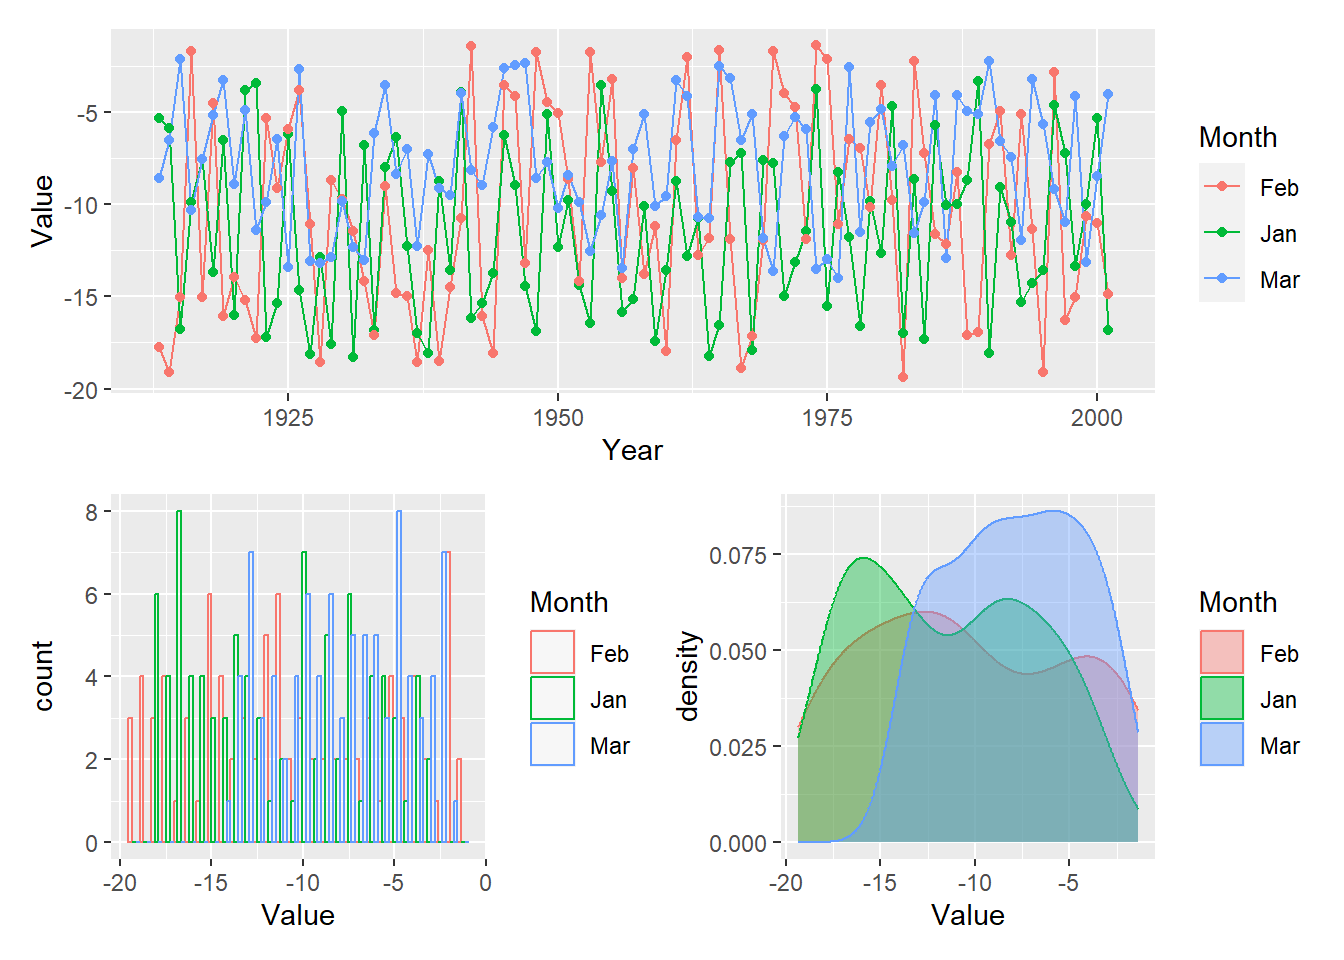 Value
-5
-10
-15
-20
1925 1950 1975 2000
Year
Month
Feb
Jan
Mar
count
8
6
4
2
0
-20 -15 -10 -5 0
Value
Month
Feb
Jan
Mar
density
0.075
0.050
0.025
0.000
-20 -15 -10 -5
Value
Month
Feb
Jan
Mar